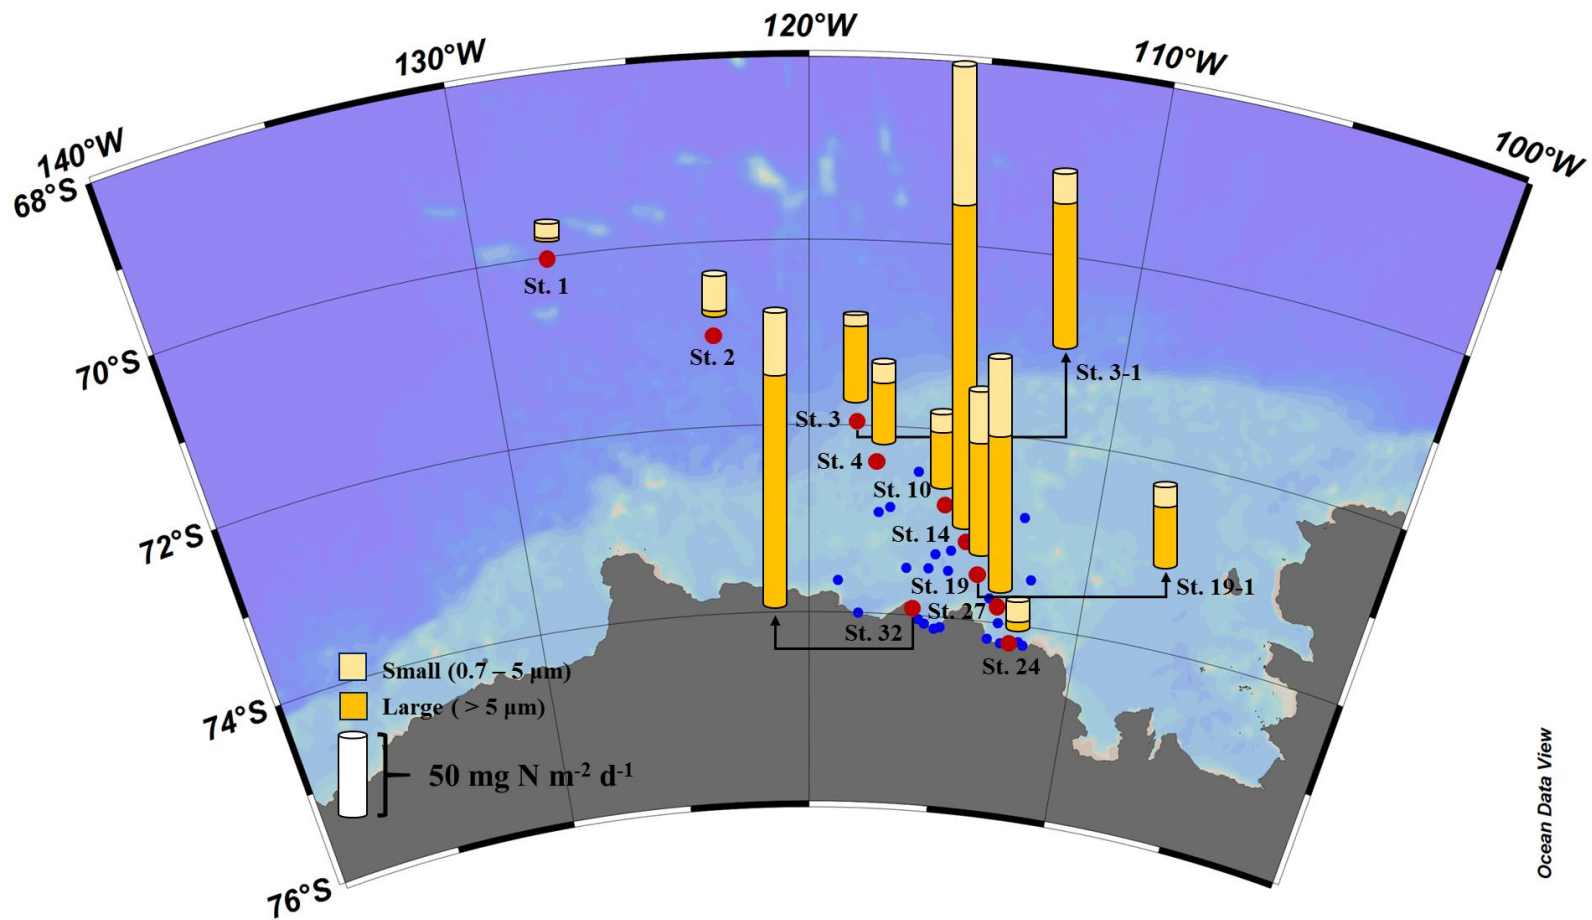 120°W
130°W
110°W
140°W
100°W
68°S
St. 1
St. 2
70°S
St. 3-1
St. 3
St. 4
St. 10
72°S
St. 14
St. 19
St. 19-1
St. 27
St. 32
St. 24
Small (0.7 – 5 μm)
Large ( > 5 μm)
74°S
50 mg N m-2 d-1
76°S
Ocean Data View